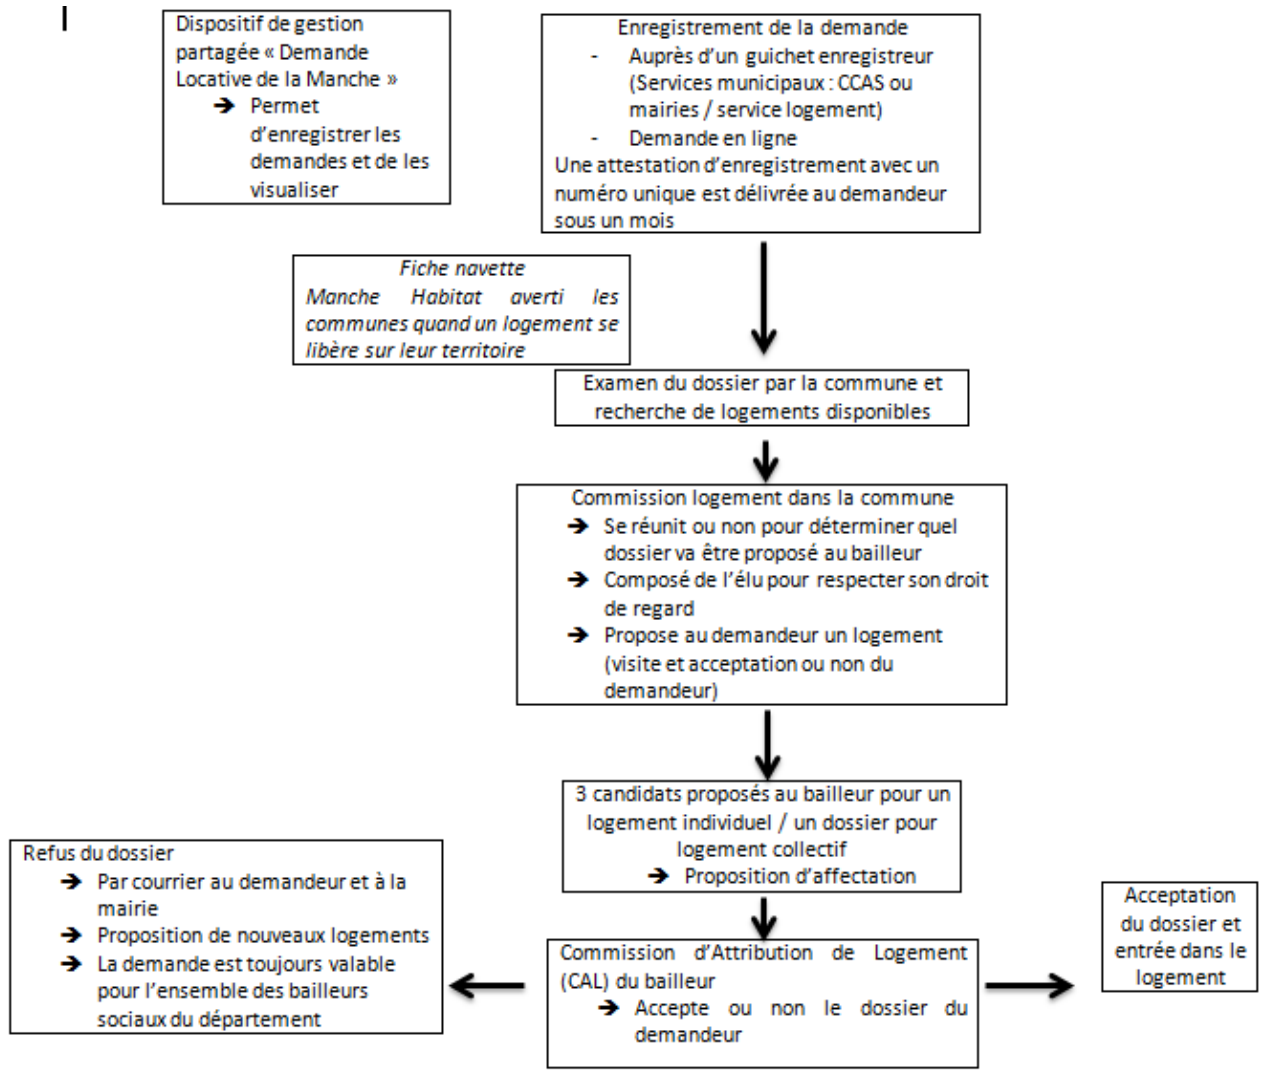 Dispositif de gestion
partagée « Demande
Locative de la Manche »
➔ Permet
d'enregistrer les
demandes et de les
visualiser
Enregistrement de la demande
- Auprès d'un guichet enregistreur
(Services municipaux : CCAS ou
mairies / service logement)
- Demande en ligne
Une attestation d'enregistrement avec un
numéro unique est délivrée au demandeur
sous un mois
Fiche navette
Manche Habitat averti les
communes quand un logement se
libère sur leur territoire
Examen du dossier par la commune et
recherche de logements disponibles
Commission logement dans la commune
➔ Se réunit ou non pour déterminer quel
dossier va être proposé au bailleur
➔ Composé de l'élu pour respecter son droit
de regard
➔ Propose au demandeur un logement
(visite et acceptation ou non du
demandeur)
3 candidats proposés au bailleur pour un
logement individuel / un dossier pour
logement collectif
➔ Proposition d'affectation
Refus du dossier
➔ Par courrier au demandeur et à la
mairie
➔ Proposition de nouveaux logements
➔ La demande est toujours valable
pour l'ensemble des bailleurs
sociaux du département
Commission d'Attribution de Logement
(CAL) du bailleur
➔ Accepte ou non le dossier du
demandeur
Acceptation
du dossier et
entrée dans le
logement